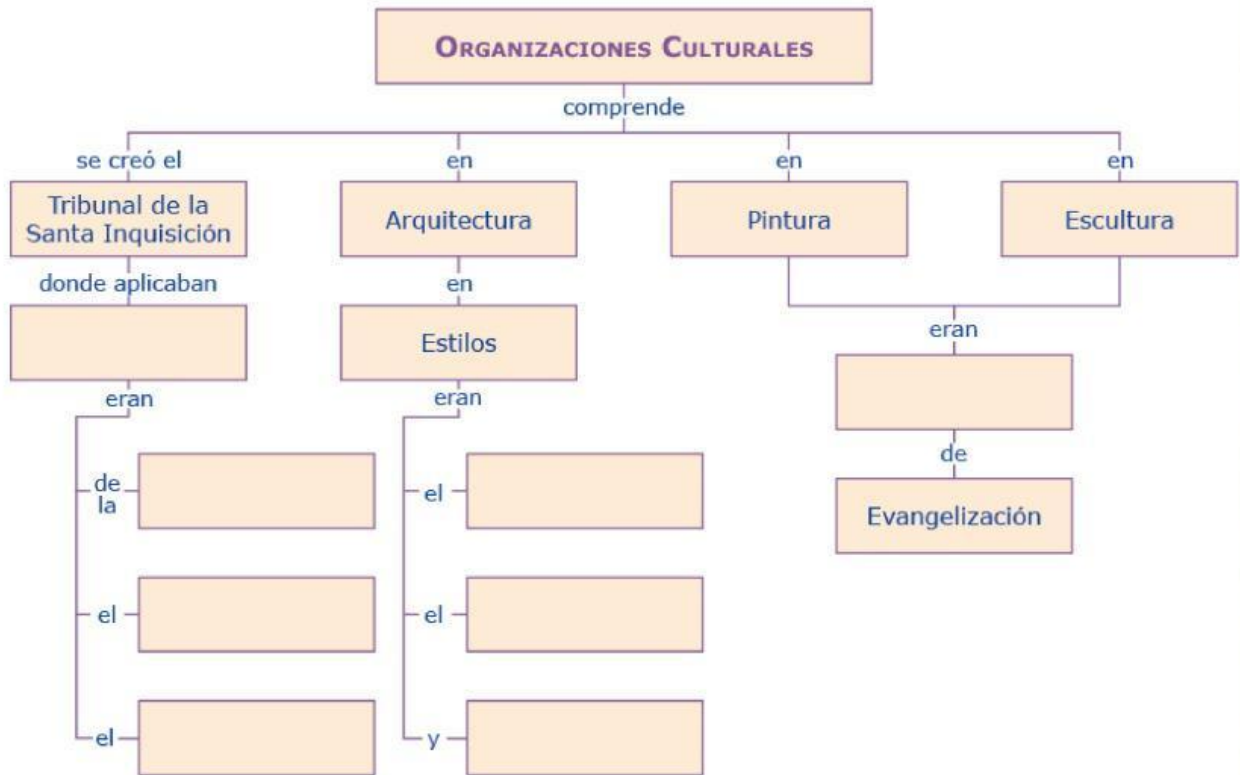 ORGANIZACIONES CULTURALES
comprende
se creó el
en
en
en
Tribunal de la
Santa Inquisición
Arquitectura
Pintura
Escultura
donde aplicaban
en
Estilos
eran
eran
eran
de
la
el
de
Evangelización
el
el
el
y